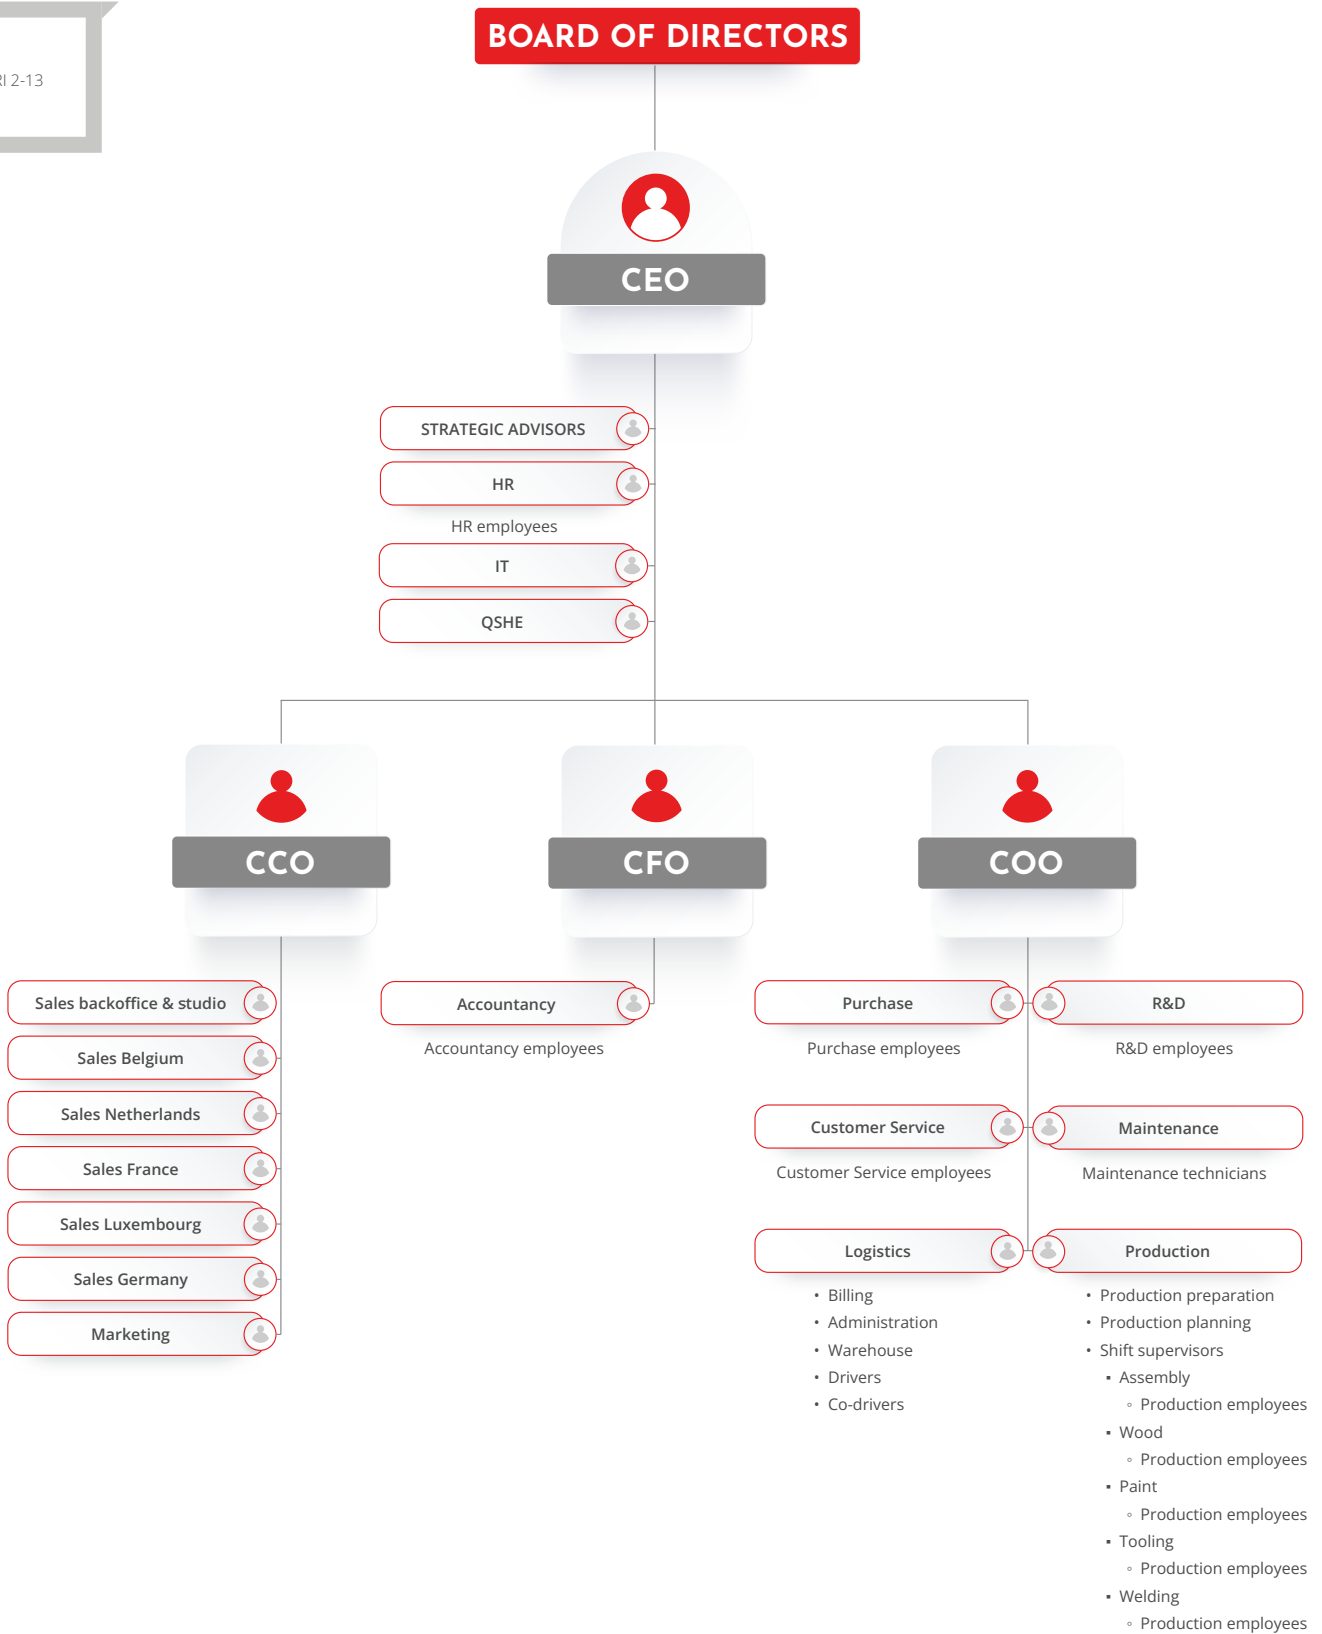 BOARD OF DIRECTORS
2-13
CEO
STRATEGIC ADVISORS
HR
HR employees
IT
QSHE
CCO
CFO
COO
Sales backoffice & studio
Sales Belgium
Sales Netherlands
Sales France
Sales Luxembourg
Sales Germany
Marketing
Accountancy
Accountancy employees
Purchase
Purchase employees
Customer Service
Customer Service employees
Logistics
• Billing
• Administration
• Warehouse
• Drivers
• Co-drivers
R&D
R&D employees
Maintenance
Maintenance technicians
Production
• Production preparation
• Production planning
• Shift supervisors
▪ Assembly
◦ Production employees
▪ Wood
◦ Production employees
▪ Paint
◦ Production employees
▪ Tooling
◦ Production employees
▪ Welding
◦ Production employees